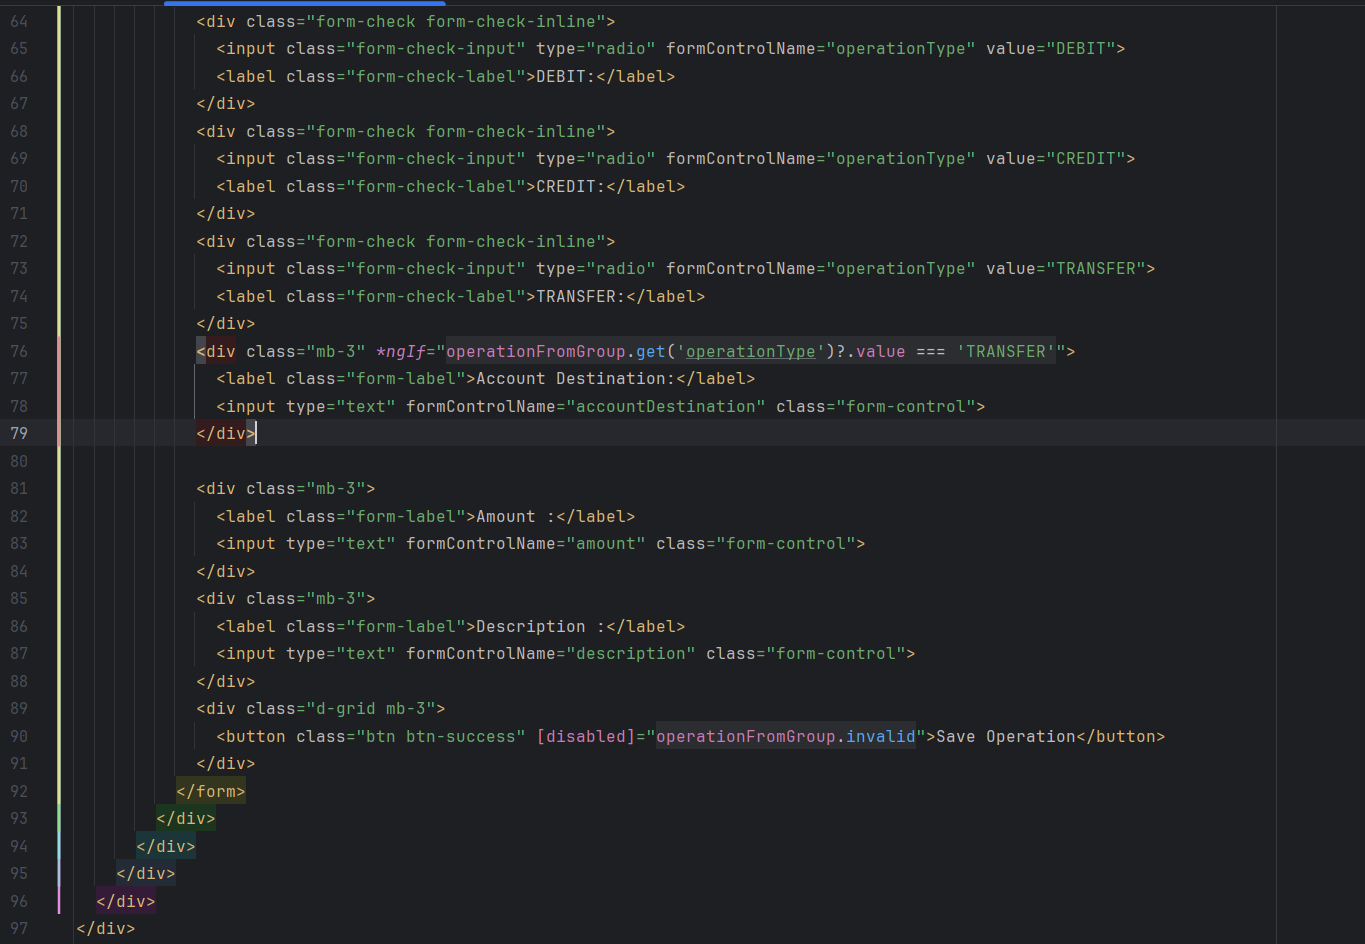 64 <div class="form-check form-check-inline">
65 <input class="form-check-input" type="radio" formControlName="operationType" value="DEBIT">
66 <label class="form-check-label">DEBIT:</label>
67 </div>
68 <div class="form-check form-check-inline">
69 <input class="form-check-input" type="radio" formControlName="operationType" value="CREDIT">
70 <label class="form-check-label">CREDIT:</label>
71 </div>
72 <div class="form-check form-check-inline">
73 <input class="form-check-input" type="radio" formControlName="operationType" value="TRANSFER">
74 <label class="form-check-label">TRANSFER:</label>
75 </div>
76 <div class="mb-3" *ngIf="operationFromGroup.get('operationType')?.value === 'TRANSFER'">
77 <label class="form-label">Account Destination:</label>
78 <input type="text" formControlName="accountDestination" class="form-control">
79 </div>
80
81 <div class="mb-3">
82 <label class="form-label">Amount :</label>
83 <input type="text" formControlName="amount" class="form-control">
84 </div>
85 <div class="mb-3">
86 <label class="form-label">Description :</label>
87 <input type="text" formControlName="description" class="form-control">
88 </div>
89 <div class="d-grid mb-3">
90 <button class="btn btn-success" [disabled]="operationFromGroup.invalid">Save Operation</button>
91 </div>
92 </form>
93 </div>
94 </div>
95 </div>
96 </div>
97 </div>